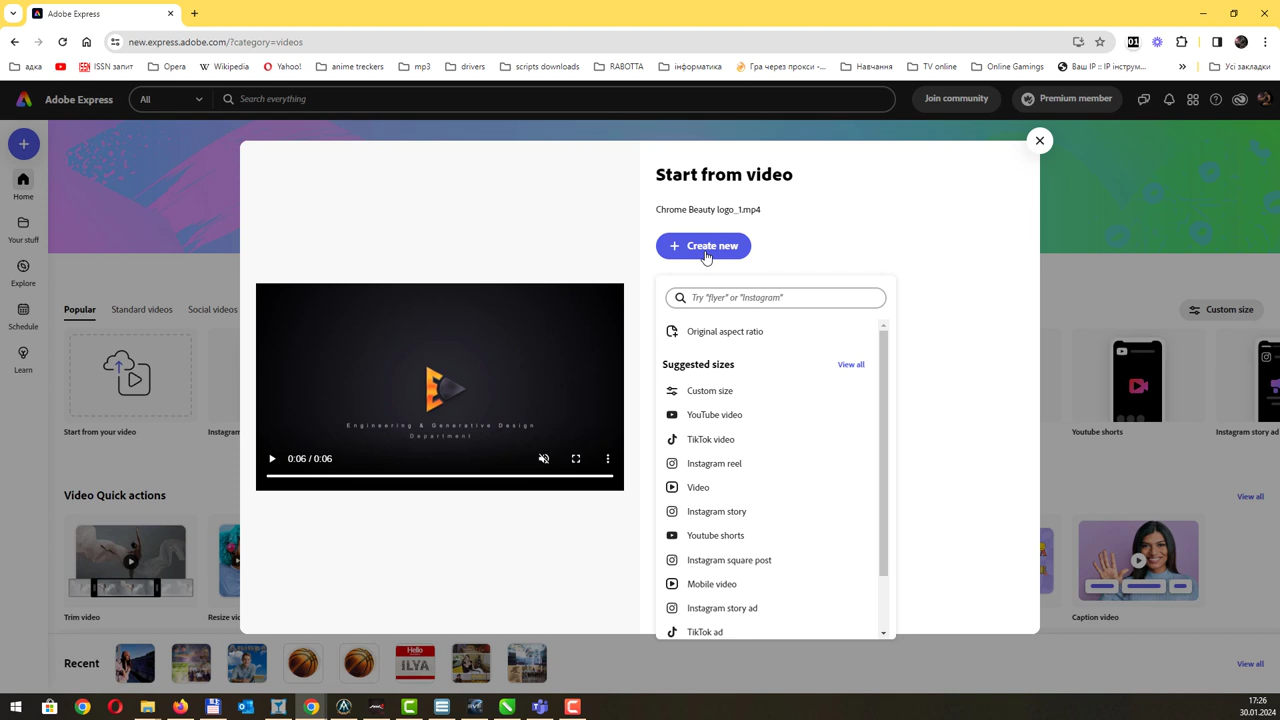 Adobe Express
new.express.adobe.com/?category=videos
адка
ISSN запит
Opera
Wikipedia
Yahoo!
anime treckers
mp3
drivers
scripts downloads
RABOTTA
інформатика
Гра через прокси -...
Навчання
TV online
Online Gamings
Ваш IP :: IP інструм...
»
Усі закладки
Adobe Express
All
Search everything
Join community
Premium member
Home
Your stuff
Explore
Schedule
Learn
Start from video
Chrome Beauty logo_1.mp4
+ Create new
Try "flyer" or "Instagram"
Original aspect ratio
Suggested sizes
View all
Custom size
YouTube video
TikTok video
Instagram reel
Video
Instagram story
Youtube shorts
Instagram square post
Mobile video
Instagram story ad
TikTok ad
Engineering & Generative Design
Department
0:06 / 0:06
Popular
Standard videos
Social videos
Custom size
Start from your video
Instagram
Youtube shorts
Instagram story ad
Video Quick actions
View all
Trim video
Resize vi
Caption video
Recent
Hello
ILYA
View all
17:26
30.01.2024